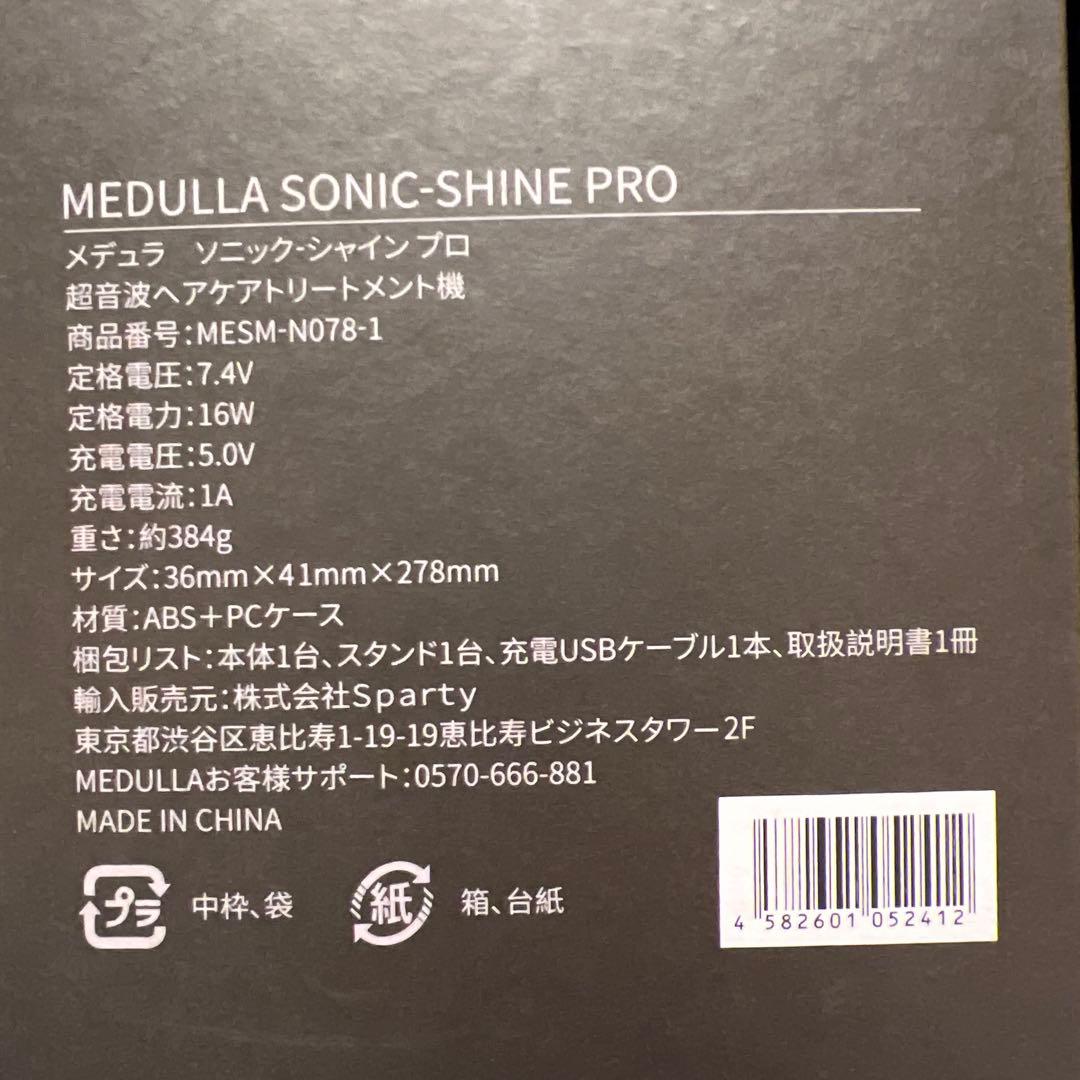 MEDULLA SONIC-SHINE PRO
メデュラ　ソニック-シャイン プロ
超音波ヘアケアトリートメント機
商品番号：MESM-N078-1
定格電圧：7.4V
定格電力：16W
充電電圧：5.0V
充電電流：1A
重さ：約384g
サイズ：36mm×41mm×278mm
材質：ABS＋PCケース
梱包リスト：本体1台、スタンド1台、充電USBケーブル1本、取扱説明書1冊
輸入販売元：株式会社Sparty
東京都渋谷区恵比寿1-19-19恵比寿ビジネスタワー2F
MEDULLAお客様サポート：0570-666-881
MADE IN CHINA
プラ 中枠、袋 紙 箱、台紙
4 582601 052412